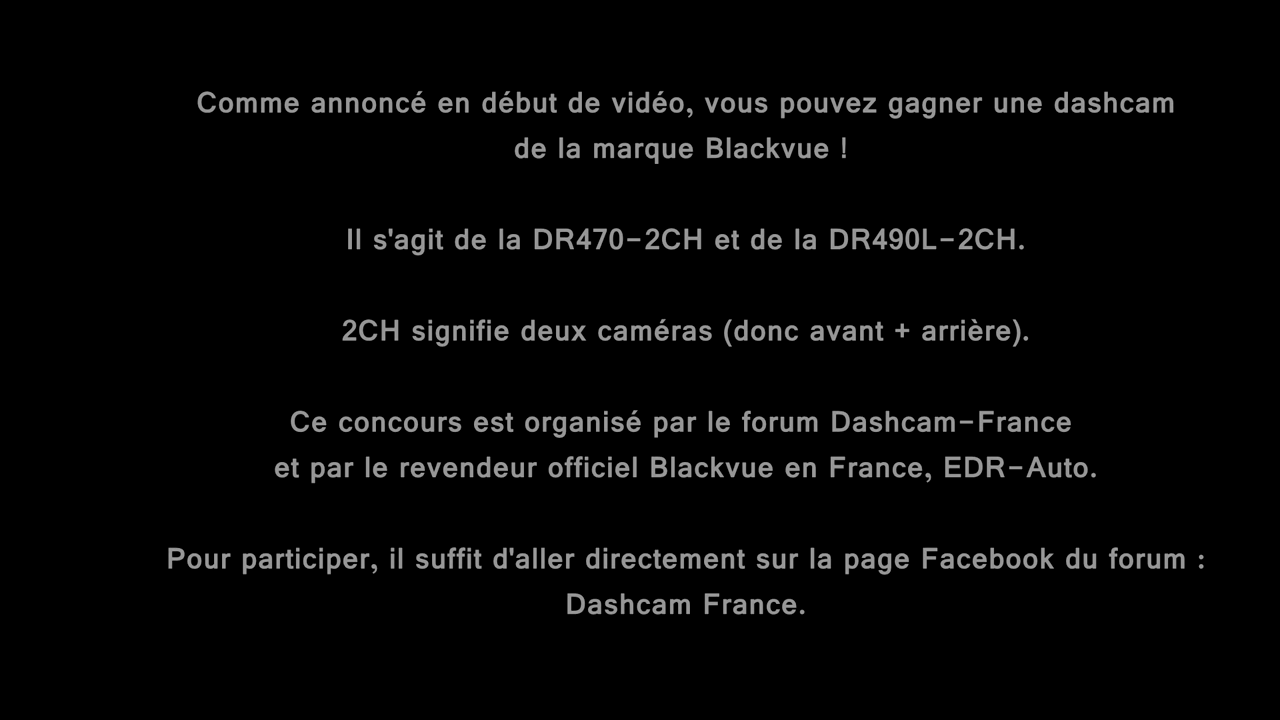 Comme annoncé en début de vidéo, vous pouvez gagner une dashcam
de la marque Blackvue !
Il s'agit de la DR470-2CH et de la DR490L-2CH.
2CH signifie deux caméras (donc avant + arrière).
Ce concours est organisé par le forum Dashcam-France
et par le revendeur officiel Blackvue en France, EDR-Auto.
Pour participer, il suffit d'aller directement sur la page Facebook du forum :
Dashcam France.